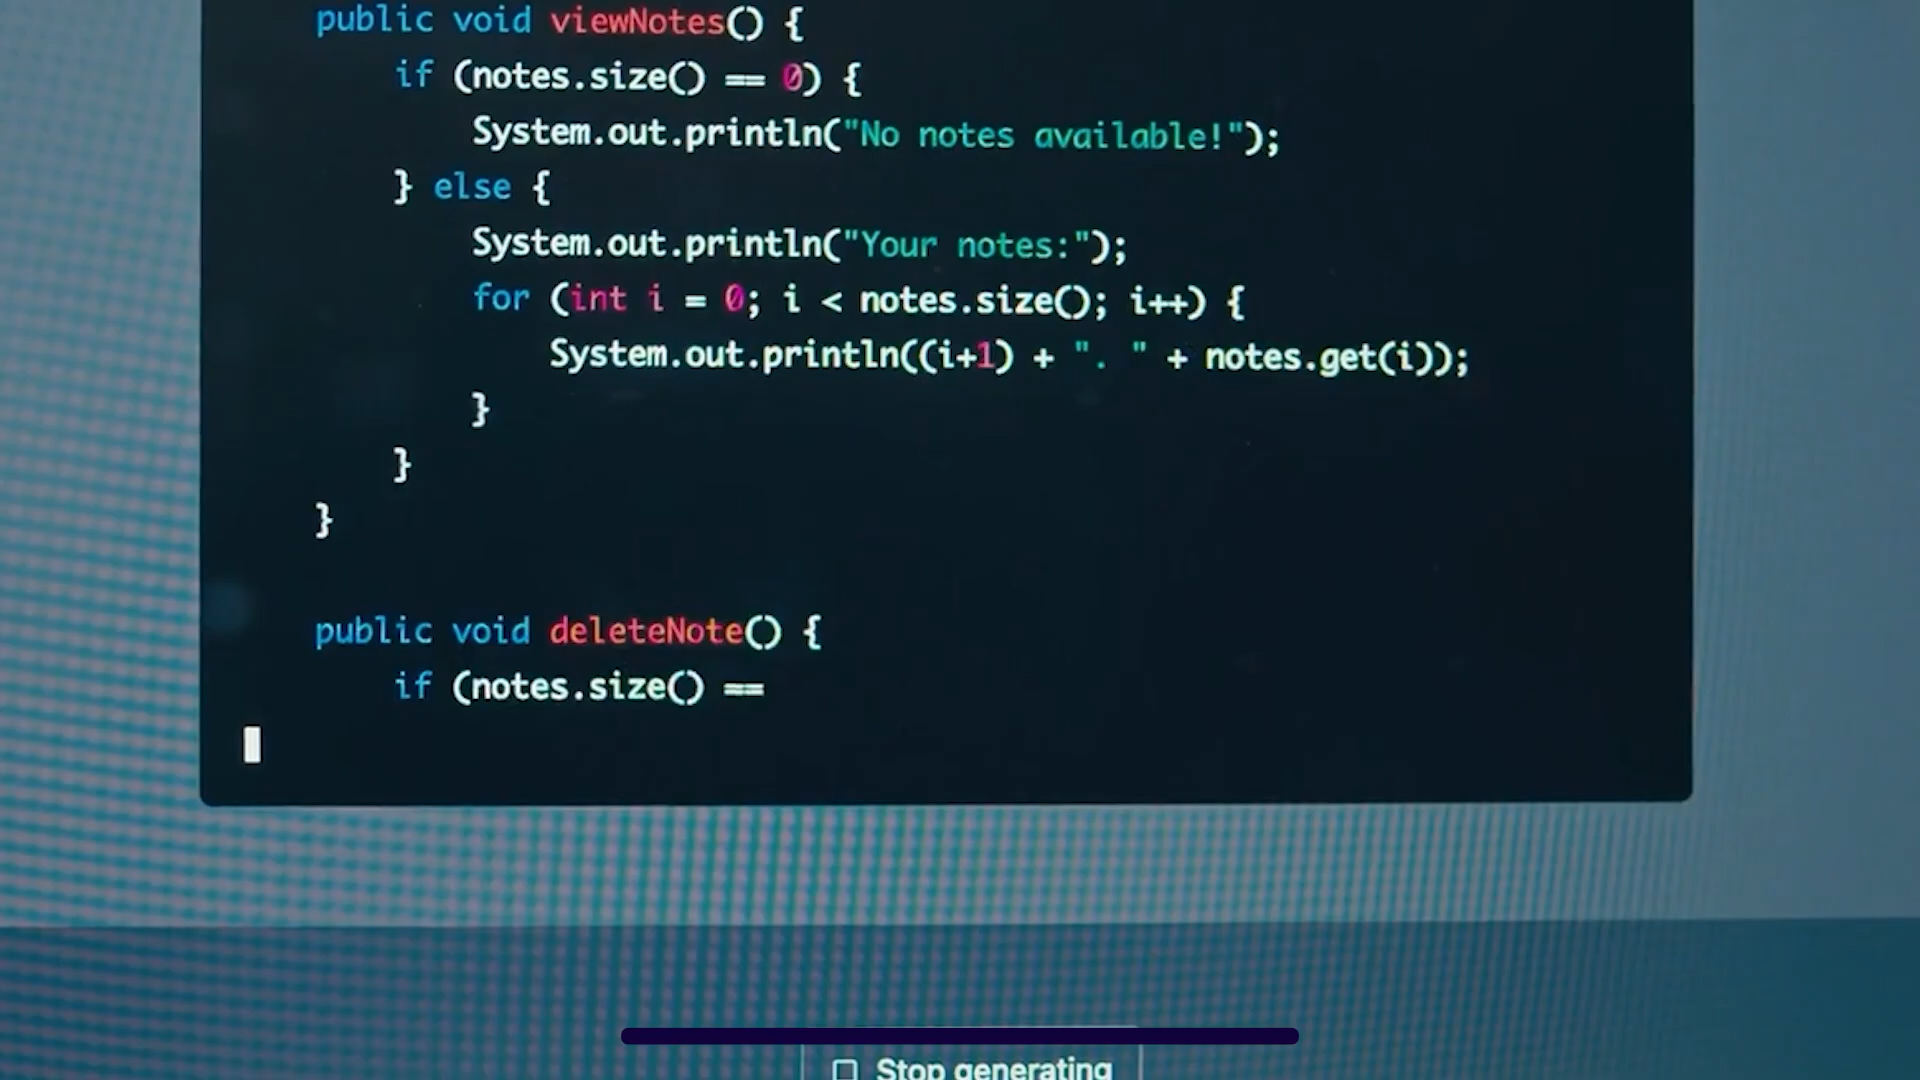 public void viewNotes() {
if (notes.size() == 0) {
System.out.println("No notes available!");
} else {
System.out.println("Your notes:");
for (int i = 0; i < notes.size(); i++) {
System.out.println((i+1) + ". " + notes.get(i));
}
}
}
public void deleteNote() {
if (notes.size() ==
Stop generating